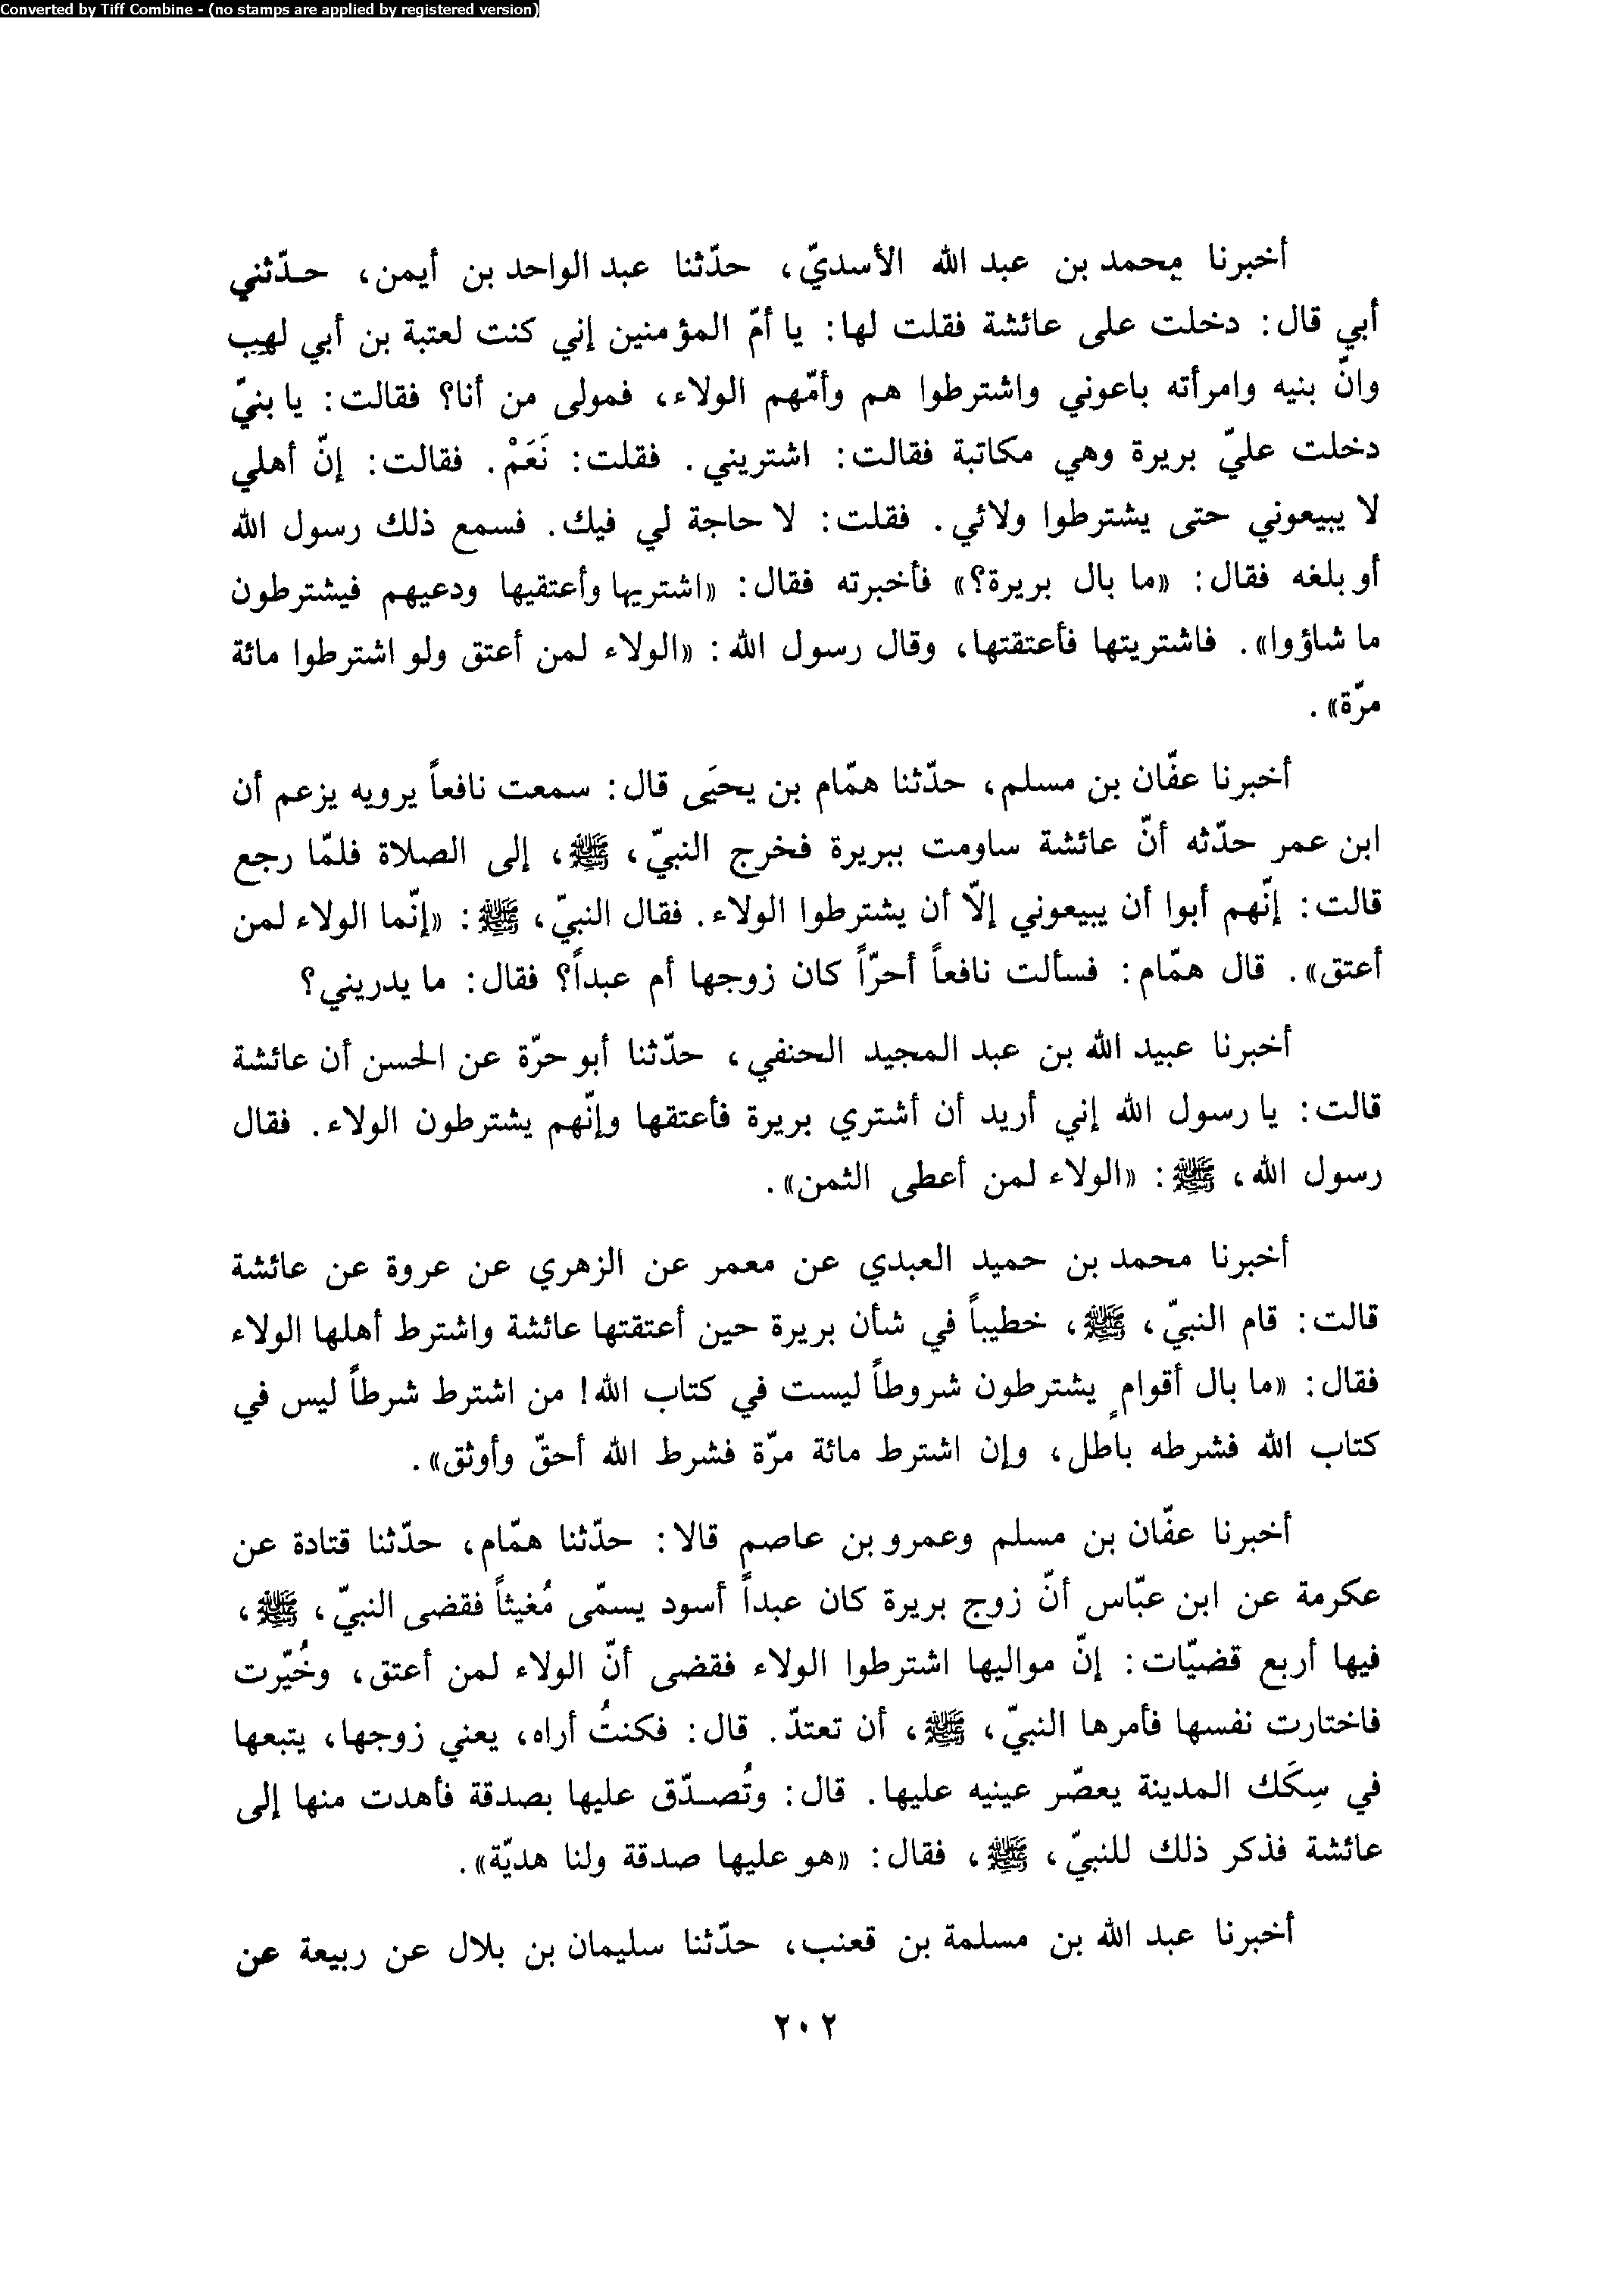 Converted by Tiff Combine - (no stamps are applied by registered version)
أخبرنا محمد بن عبد الله الأسديّ، حدّثنا عبد الواحد بن أيمن، حدّثني
أبي قال: دخلت على عائشة فقلت لها: يا أمّ المؤمنين إني كنت لعتبة بن أبي لهب
وانّ بنيه وامرأته باعوني واشترطوا هم وأمّهم الولاء، فمولى من أنا؟ فقالت: يا بنيّ
دخلت عليّ بريرة وهي مكاتبة فقالت: اشتريني. فقلت: نَعَمْ. فقالت: إنّ أهلي
لا يبيعوني حتى يشترطوا ولائي. فقلت: لا حاجة لي فيك. فسمع ذلك رسول الله
أو بلغه فقال: «ما بال بريرة؟» فأخبرته فقال: «اشتريها وأعتقيها ودعيهم فيشترطون
ما شاؤوا». فاشتريتها فأعتقتها، وقال رسول الله: «الولاء لمن أعتق ولو اشترطوا مائة
مرّة».
أخبرنا عفّان بن مسلم، حدّثنا همّام بن يحيَى قال: سمعت نافعاً يرويه يزعم أن
ابن عمر حدّثه أنّ عائشة ساومت ببريرة فخرج النبيّ، ﷺ، إلى الصلاة فلمّا رجع
قالت: إنّهم أبوا أن يبيعوني إلاّ أن يشترطوا الولاء. فقال النبيّ، ﷺ: «إنّما الولاء لمن
أعتق». قال همّام: فسألت نافعاً أحرّاً كان زوجها أم عبداً؟ فقال: ما يدريني؟
أخبرنا عبيد الله بن عبد المجيد الحنفي، حدّثنا أبو حرّة عن الحسن أن عائشة
قالت: يا رسول الله إني أريد أن أشتري بريرة فأعتقها وإنّهم يشترطون الولاء. فقال
رسول الله، ﷺ: «الولاء لمن أعطى الثمن».
أخبرنا محمد بن حميد العبدي عن معمر عن الزهري عن عروة عن عائشة
قالت: قام النبيّ، ﷺ، خطيباً في شأن بريرة حين أعتقتها عائشة واشترط أهلها الولاء
فقال: «ما بال أقوامٍ يشترطون شروطاً ليست في كتاب الله! من اشترط شرطاً ليس في
كتاب الله فشرطه باطل، وإن اشترط مائة مرّة فشرط الله أحقّ وأوثق».
أخبرنا عفّان بن مسلم وعمرو بن عاصم قالا: حدّثنا همّام، حدّثنا قتادة عن
عكرمة عن ابن عبّاس أنّ زوج بريرة كان عبداً أسود يسمّى مُغيثاً فقضى النبيّ، ﷺ،
فيها أربع قضيّات: إنّ مواليها اشترطوا الولاء فقضى أنّ الولاء لمن أعتق، وخُيّرت
فاختارت نفسها فأمرها النبيّ، ﷺ، أن تعتدّ. قال: فكنتُ أراه، يعني زوجها، يتبعها
في سِكَك المدينة يعصّر عينيه عليها. قال: وتُصدّق عليها بصدقة فأهدت منها إلى
عائشة فذكر ذلك للنبيّ، ﷺ، فقال: «هو عليها صدقة ولنا هديّة».
أخبرنا عبد الله بن مسلمة بن قعنب، حدّثنا سليمان بن بلال عن ربيعة عن
٢٠٢